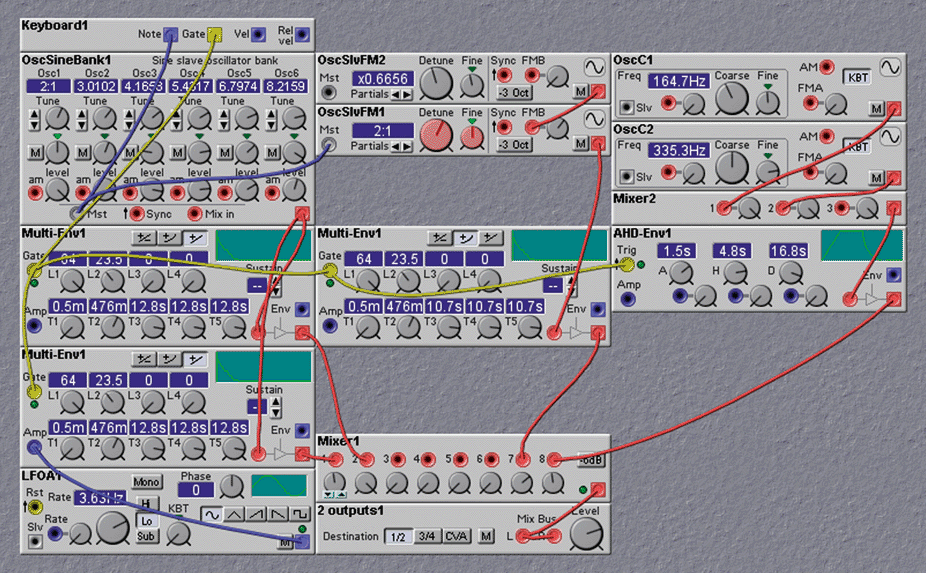 Keyboard1
Note Gate Vel Rel vel
OscSineBank1 Sine slave oscillator bank
Osc1 Osc2 Osc3 Osc4 Osc5 Osc6
2:1 3.0102 6.7974 8.2159
Tune Tune Tune Tune Tune Tune
M M M M M M
level level level level level level
am am am am am am
Mst Sync Mix in
OscSlvFM2 Detune Fine Sync FMB
Mst x0.6656
Partials -3 Oct M
OscSlvFM1 Detune Fine Sync FMB
Mst 2:1
Partials -3 Oct M
OscC1
Freq 164.7Hz Coarse Fine AM KBT
Slv FMA M
OscC2
Freq 335.3Hz Coarse Fine AM KBT
Slv FMA M
Mixer2
1 2 3
Multi-Env1
Gate 64 23.5 0 0
L1 L2 L3 L4 Sustain
--
Amp 0.5m 476m 12.8s 12.8s 12.8s Env
T1 T2 T3 T4 T5
Multi-Env1
Gate 64 23.5 0 0
L1 L2 L3 L4 Sustain
--
Amp 0.5m 476m 10.7s 10.7s 10.7s Env
T1 T2 T3 T4 T5
AHD-Env1
Trig 1.5s 4.8s 16.8s
A H D Env
Amp
Multi-Env1
Gate 64 23.5 0 0
L1 L2 L3 L4 Sustain
--
Amp 0.5m 476m 12.8s 12.8s 12.8s Env
T1 T2 T3 T4 T5
LFOA1
Rst Rate 3.63Hz Mono Phase 0
Slv Rate Hi Lo Sub KBT M
Mixer1
1 2 3 4 5 6 7 8 -6dB
2 outputs1
Destination 1/2 3/4 CVA M Mix Bus L R Level